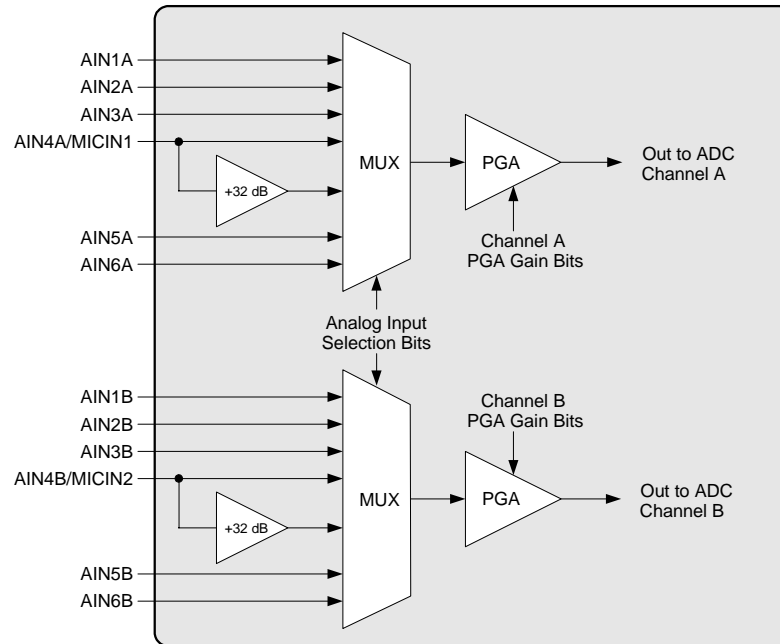 AIN1A
AIN2A
AIN3A
AIN4A/MICIN1
+32 dB
AIN5A
AIN6A
MUX
PGA
Out to ADC
Channel A
Channel A
PGA Gain Bits
Analog Input
Selection Bits
AIN1B
AIN2B
AIN3B
AIN4B/MICIN2
+32 dB
AIN5B
AIN6B
MUX
Channel B
PGA Gain Bits
PGA
Out to ADC
Channel B